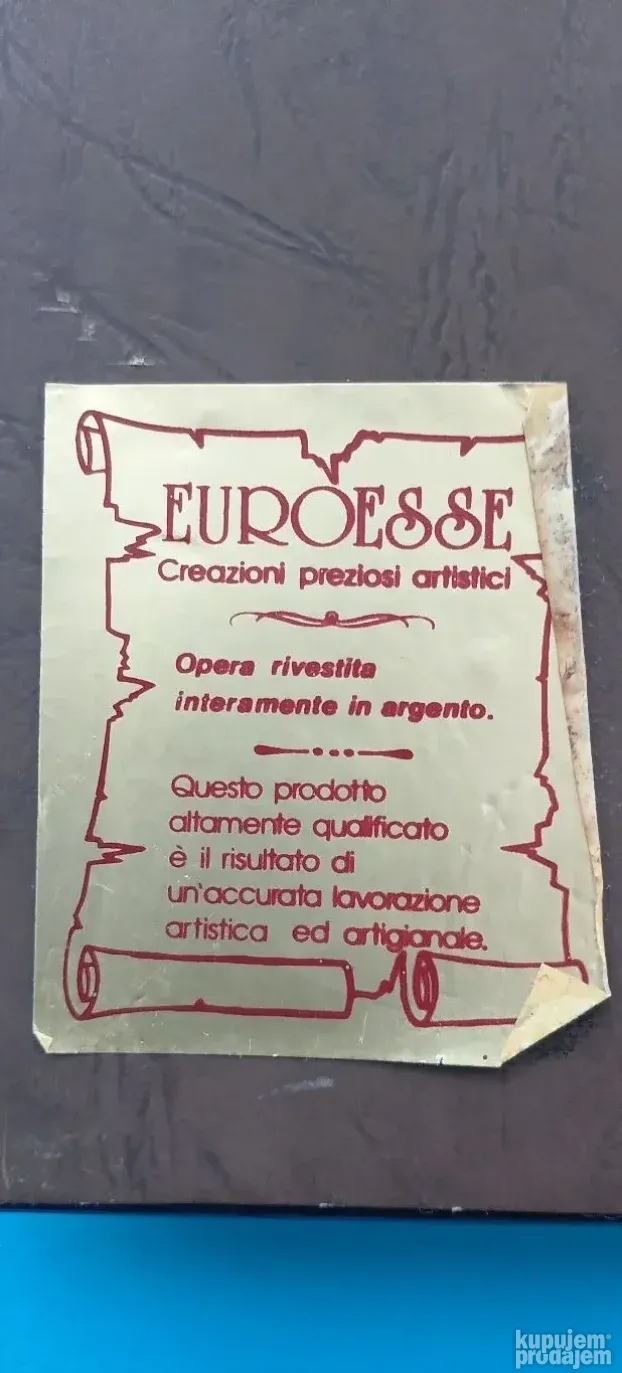 EUROESSE
Creazioni preziosi artistici
Opera rivestita
interamente in argento.
Questo prodotto
altamente qualificato
è il risultato di
un'accurata lavorazione
artistica ed artigianale.
kupujem
prodajem